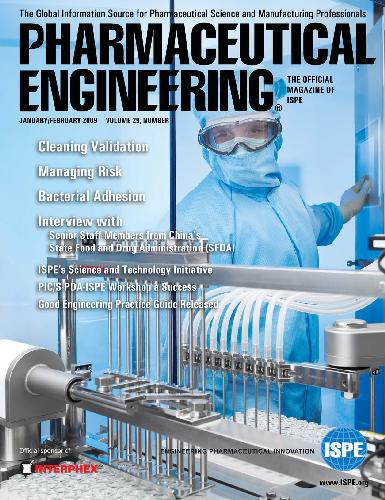 The Global Information Source for Pharmaceutical Science and Manufacturing Professionals
PHARMACEUTICAL
ENGINEERING®
THE OFFICIAL
MAGAZINE OF
ISPE
JANUARY/FEBRUARY 2009 VOLUME 29, NUMBER
Cleaning Validation
Managing Risk
Bacterial Adhesion
Interview with
Senior Staff Members from China's
State Food and Drug Administration (SFDA)
ISPE's Science and Technology Initiative
PIC/S-PDA-ISPE Workshop a Success
Good Engineering Practice Guide Released
Official sponsor of:
INTERPHEX
ENGINEERING PHARMACEUTICAL INNOVATION
ISPE
www.ISPE.org